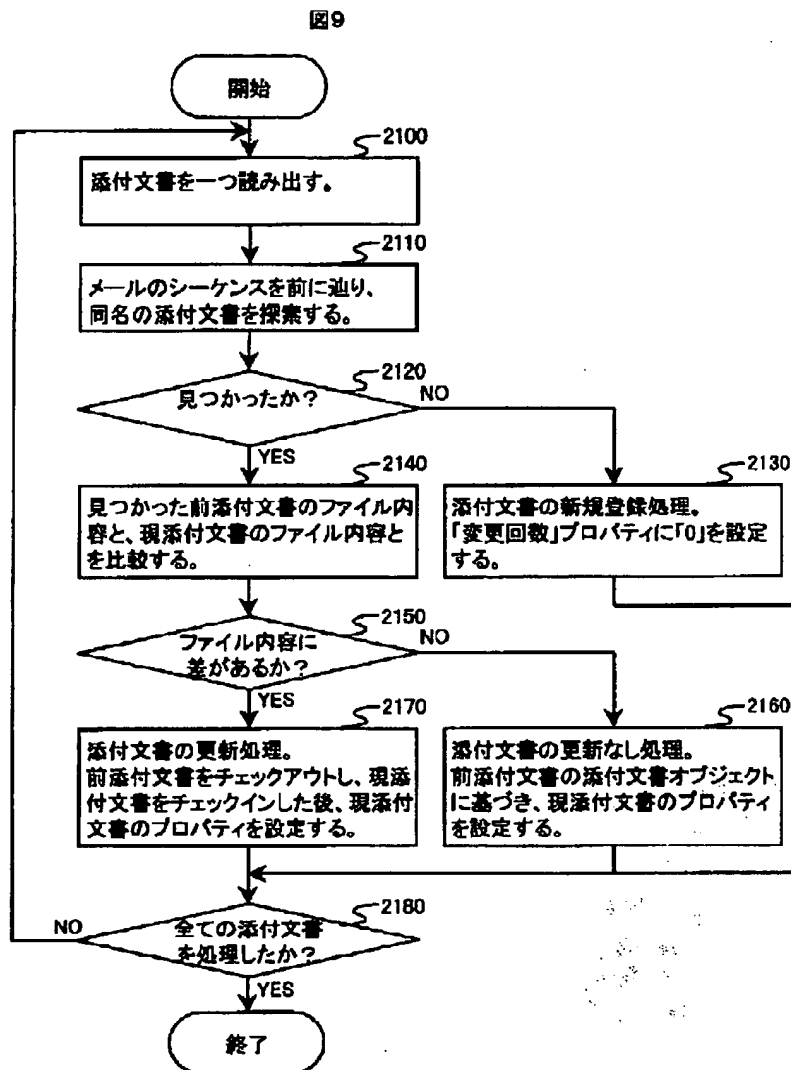 図9
開始
2100
添付文書を一つ読み出す。
2110
メールのシーケンスを前に辿り、
同名の添付文書を探索する。
2120
見つかったか？
NO
YES
2140
見つかった前添付文書のファイル内
容と、現添付文書のファイル内容と
を比較する。
2130
添付文書の新規登録処理。
「変更回数」プロパティに「0」を設定
する。
2150
ファイル内容に
差があるか？
NO
YES
2170
添付文書の更新処理。
前添付文書をチェックアウトし、現添
付文書をチェックインした後、現添付
文書のプロパティを設定する。
2160
添付文書の更新なし処理。
前添付文書の添付文書オブジェクト
に基づき、現添付文書のプロパティ
を設定する。
2180
NO
全ての添付文書
を処理したか？
YES
終了